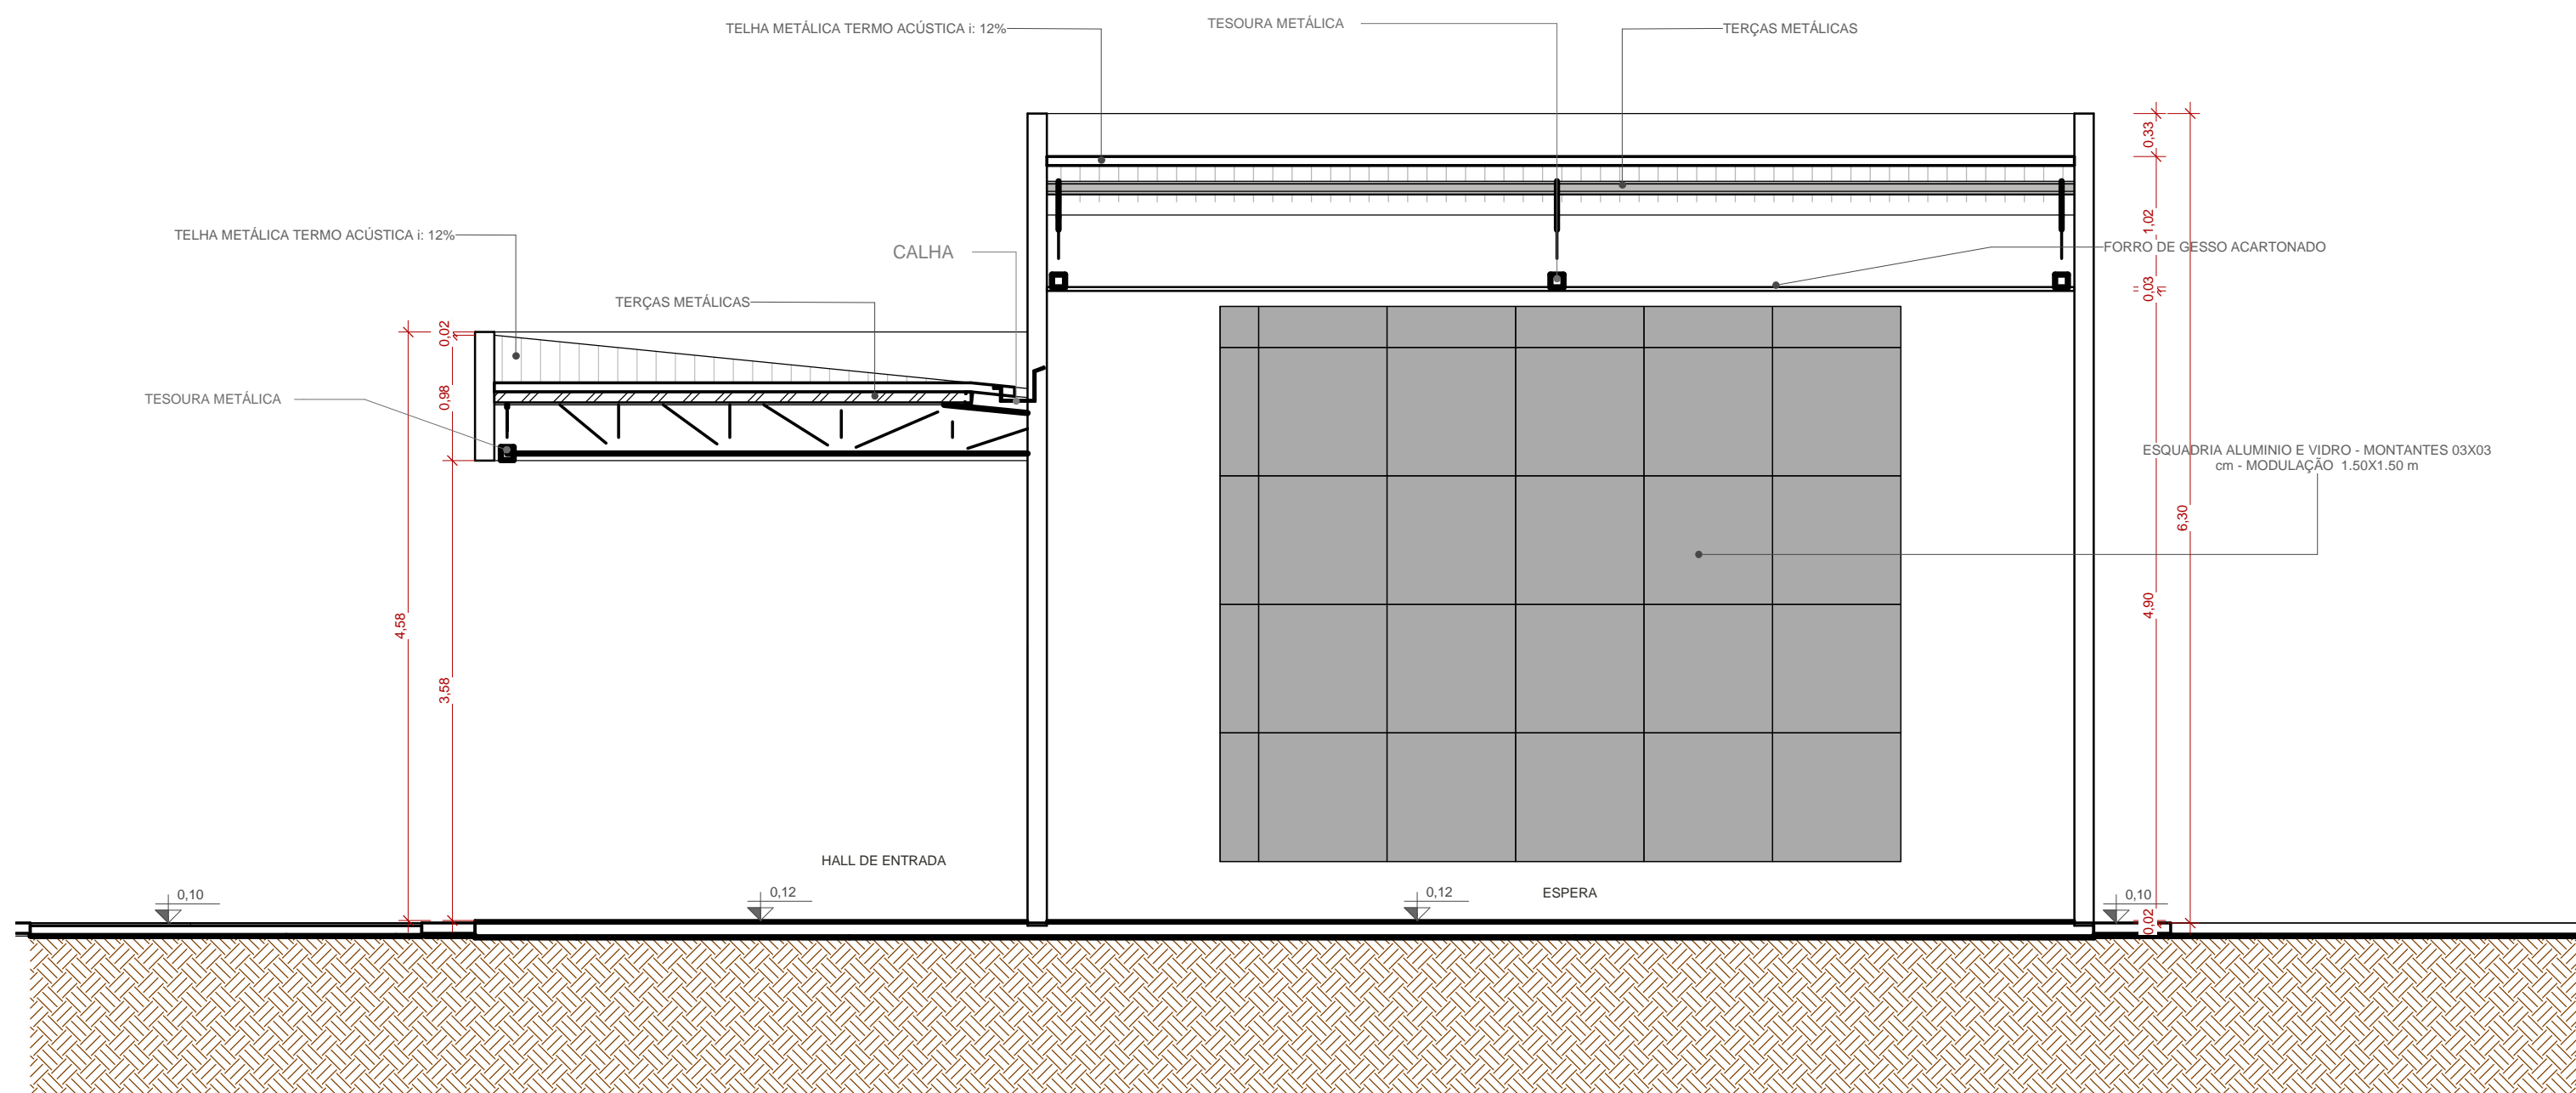 TESOURA METÁLICA
TELHA METÁLICA TERMO ACÚSTICA i: 12%
TERÇAS METÁLICAS
0,33
1,02
TELHA METÁLICA TERMO ACÚSTICA i: 12%
CALHA
FORRO DE GESSO ACARTONADO
0,03
TERÇAS METÁLICAS
0,02
TESOURA METÁLICA
0,98
ESQUADRIA ALUMINIO E VIDRO - MONTANTES 03X03
cm - MODULAÇÃO 1.50X1.50 m
6,30
4,90
4,58
3,58
HALL DE ENTRADA
0,10
0,12
0,12
ESPERA
0,10
0,02